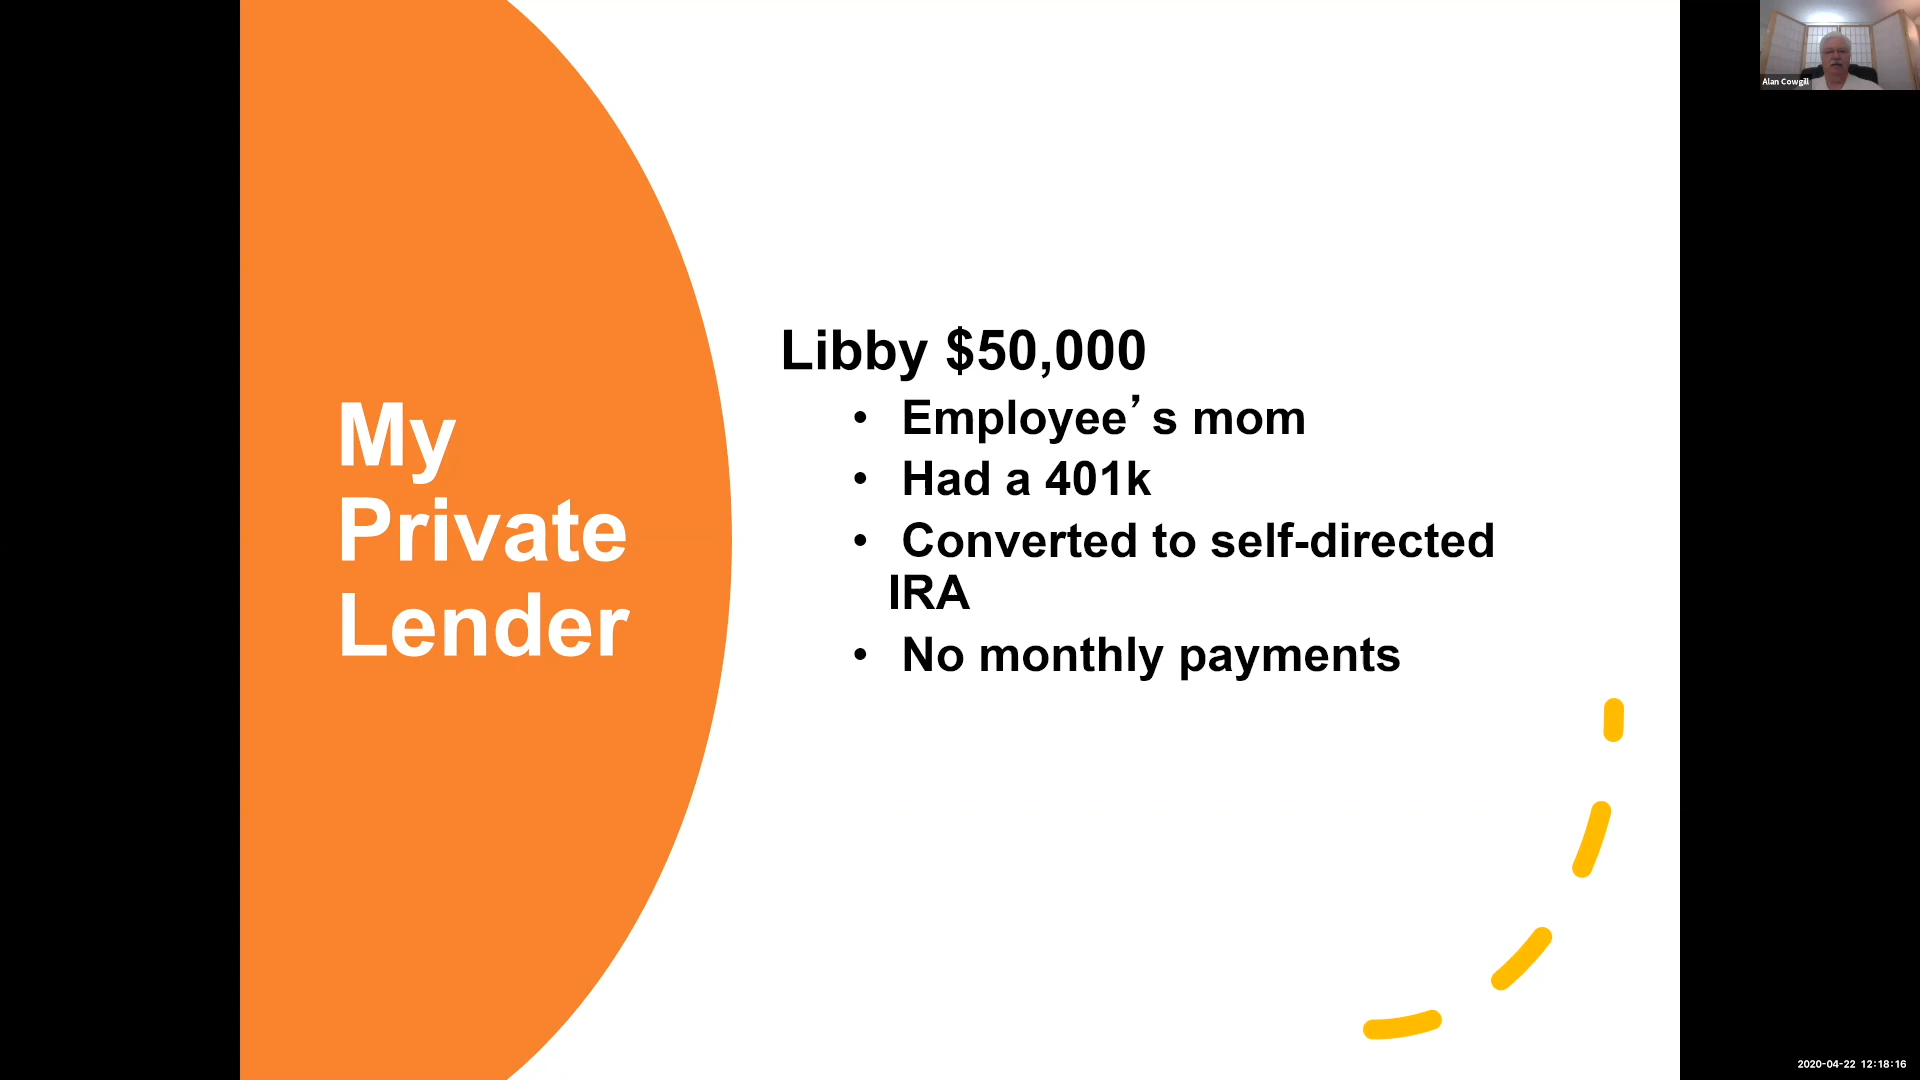 My
Private
Lender
Libby $50,000
• Employee’s mom
• Had a 401k
• Converted to self-directed
IRA
• No monthly payments
Alan Cowgill
2020-04-22 12:18:16